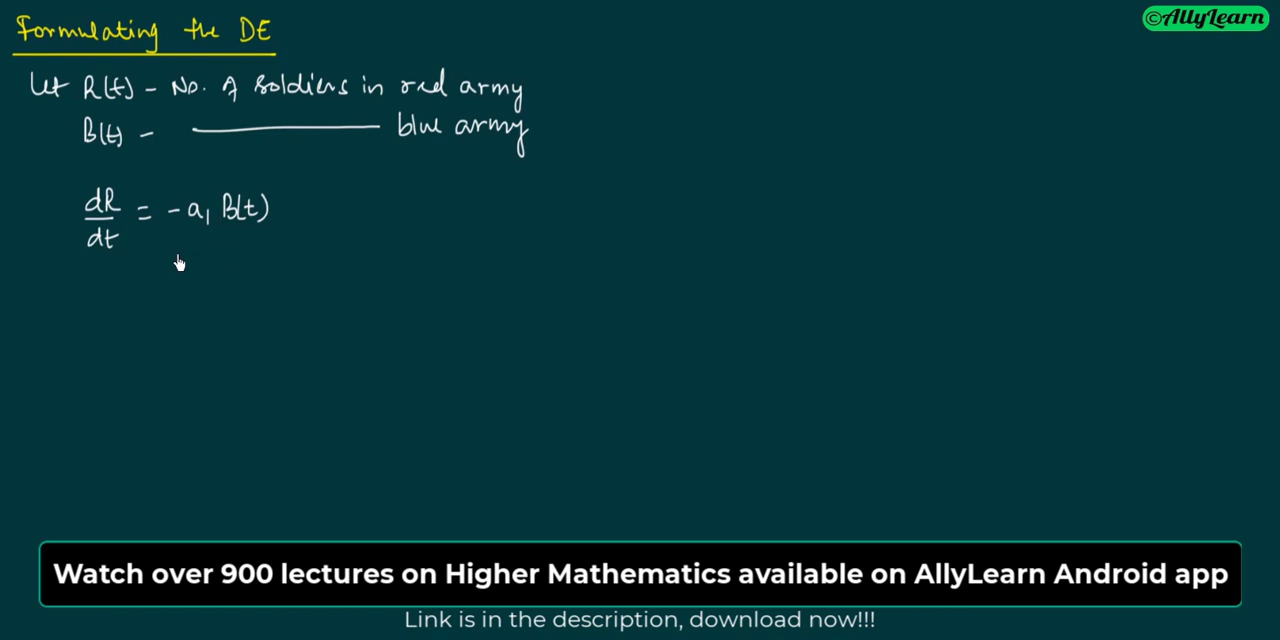 Formulating the DE
©AllyLearn
Let R(t) - No. of soldiers in red army
B(t) - ———— blue army
dR/dt = -a₁ B(t)
Watch over 900 lectures on Higher Mathematics available on AllyLearn Android app
Link is in the description, download now!!!